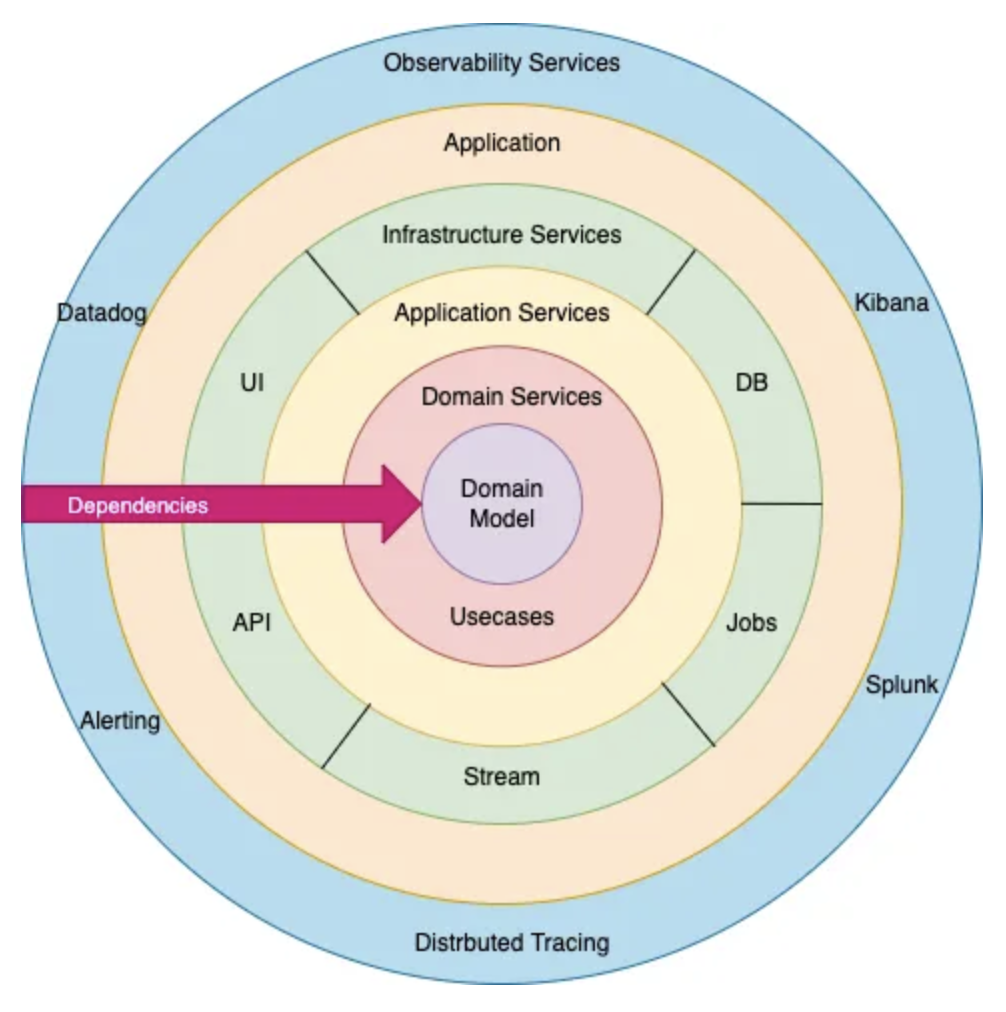 Observability Services
Application
Infrastructure Services
Datadog
Kibana
Application Services
UI
DB
Domain Services
Dependencies
Domain
Model
Usecases
API
Jobs
Splunk
Alerting
Stream
Distrbuted Tracing